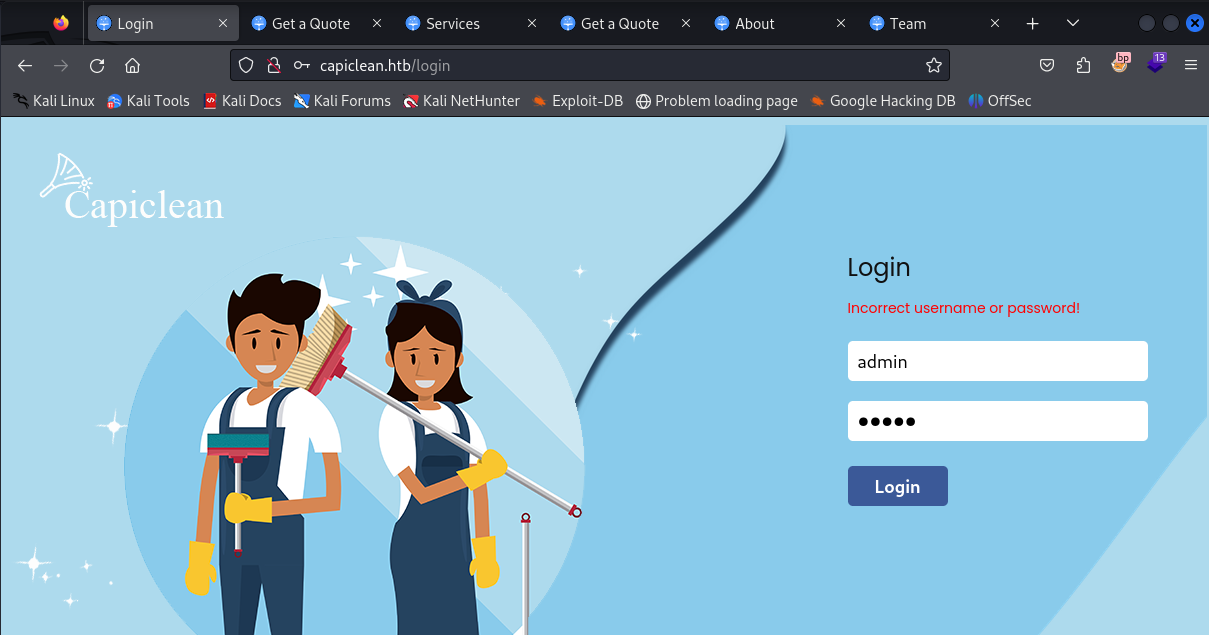 Login
Get a Quote
Services
Get a Quote
About
Team
capiclean.htb/login
bp
13
Kali Linux
Kali Tools
Kali Docs
Kali Forums
Kali NetHunter
Exploit-DB
Problem loading page
Google Hacking DB
OffSec
Capiclean
Login
Incorrect username or password!
admin
Login